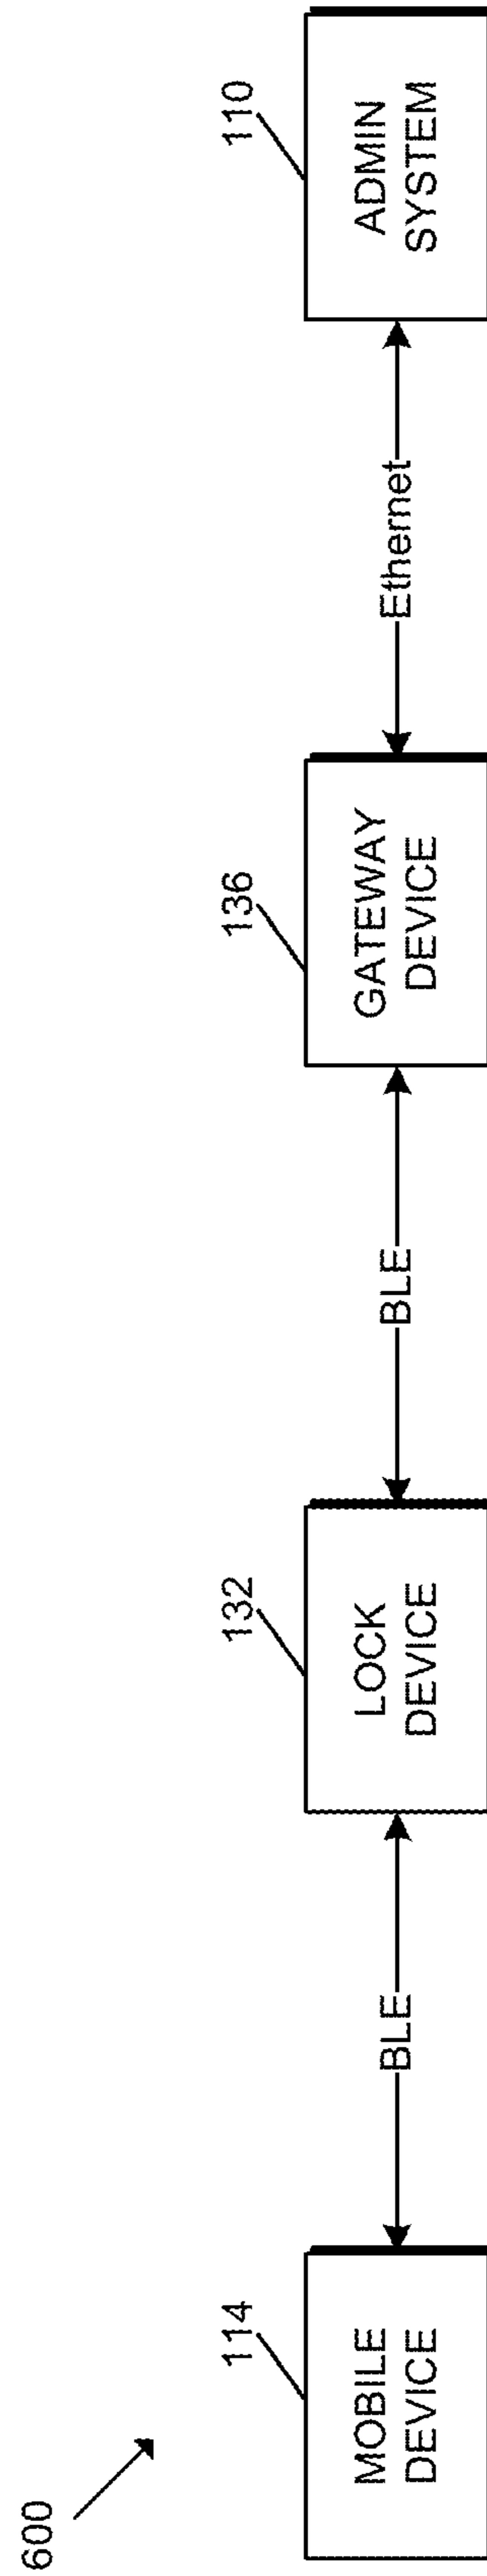 600
114
MOBILE
DEVICE
BLE
132
LOCK
DEVICE
BLE
136
GATEWAY
DEVICE
Ethernet
110
ADMIN
SYSTEM